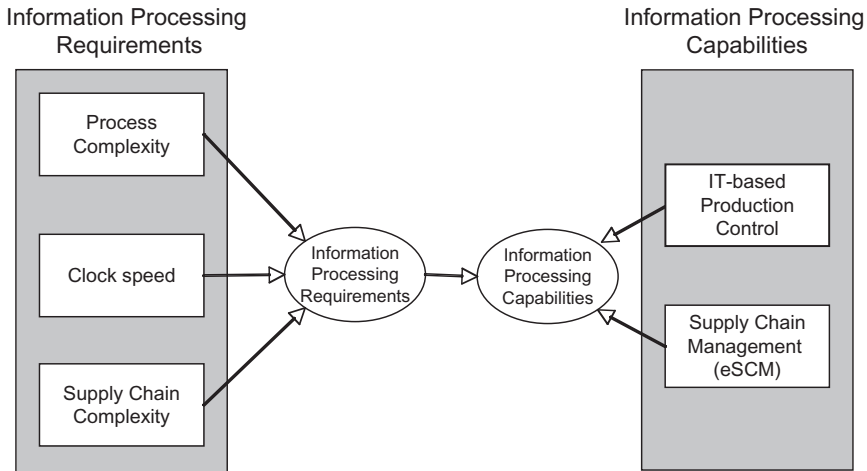 Information Processing
Requirements
Information Processing
Capabilities
Process
Complexity
Clock speed
Supply Chain
Complexity
Information
Processing
Requirements
Information
Processing
Capabilities
IT-based
Production
Control
Supply Chain
Management
(eSCM)